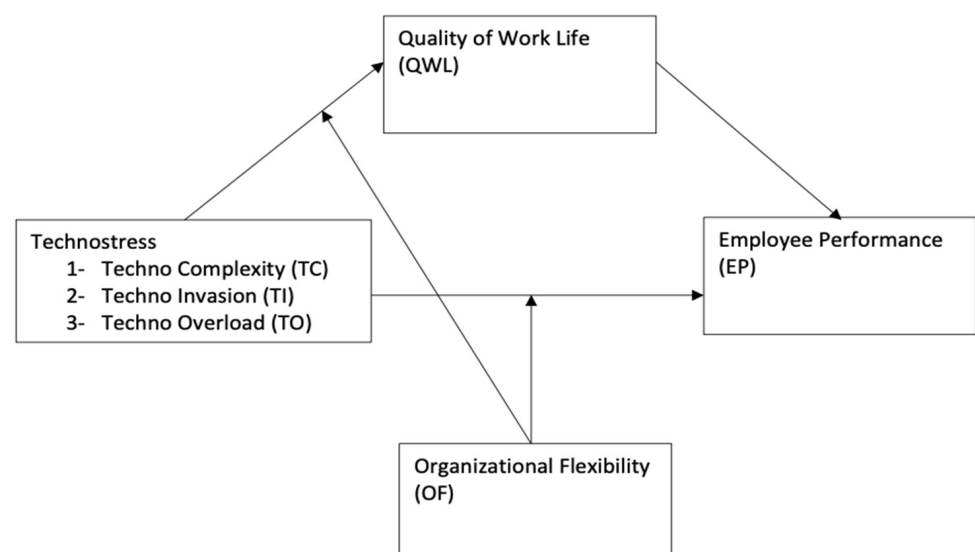 Quality of Work Life
(QWL)
Technostress
1- Techno Complexity (TC)
2- Techno Invasion (TI)
3- Techno Overload (TO)
Employee Performance
(EP)
Organizational Flexibility
(OF)